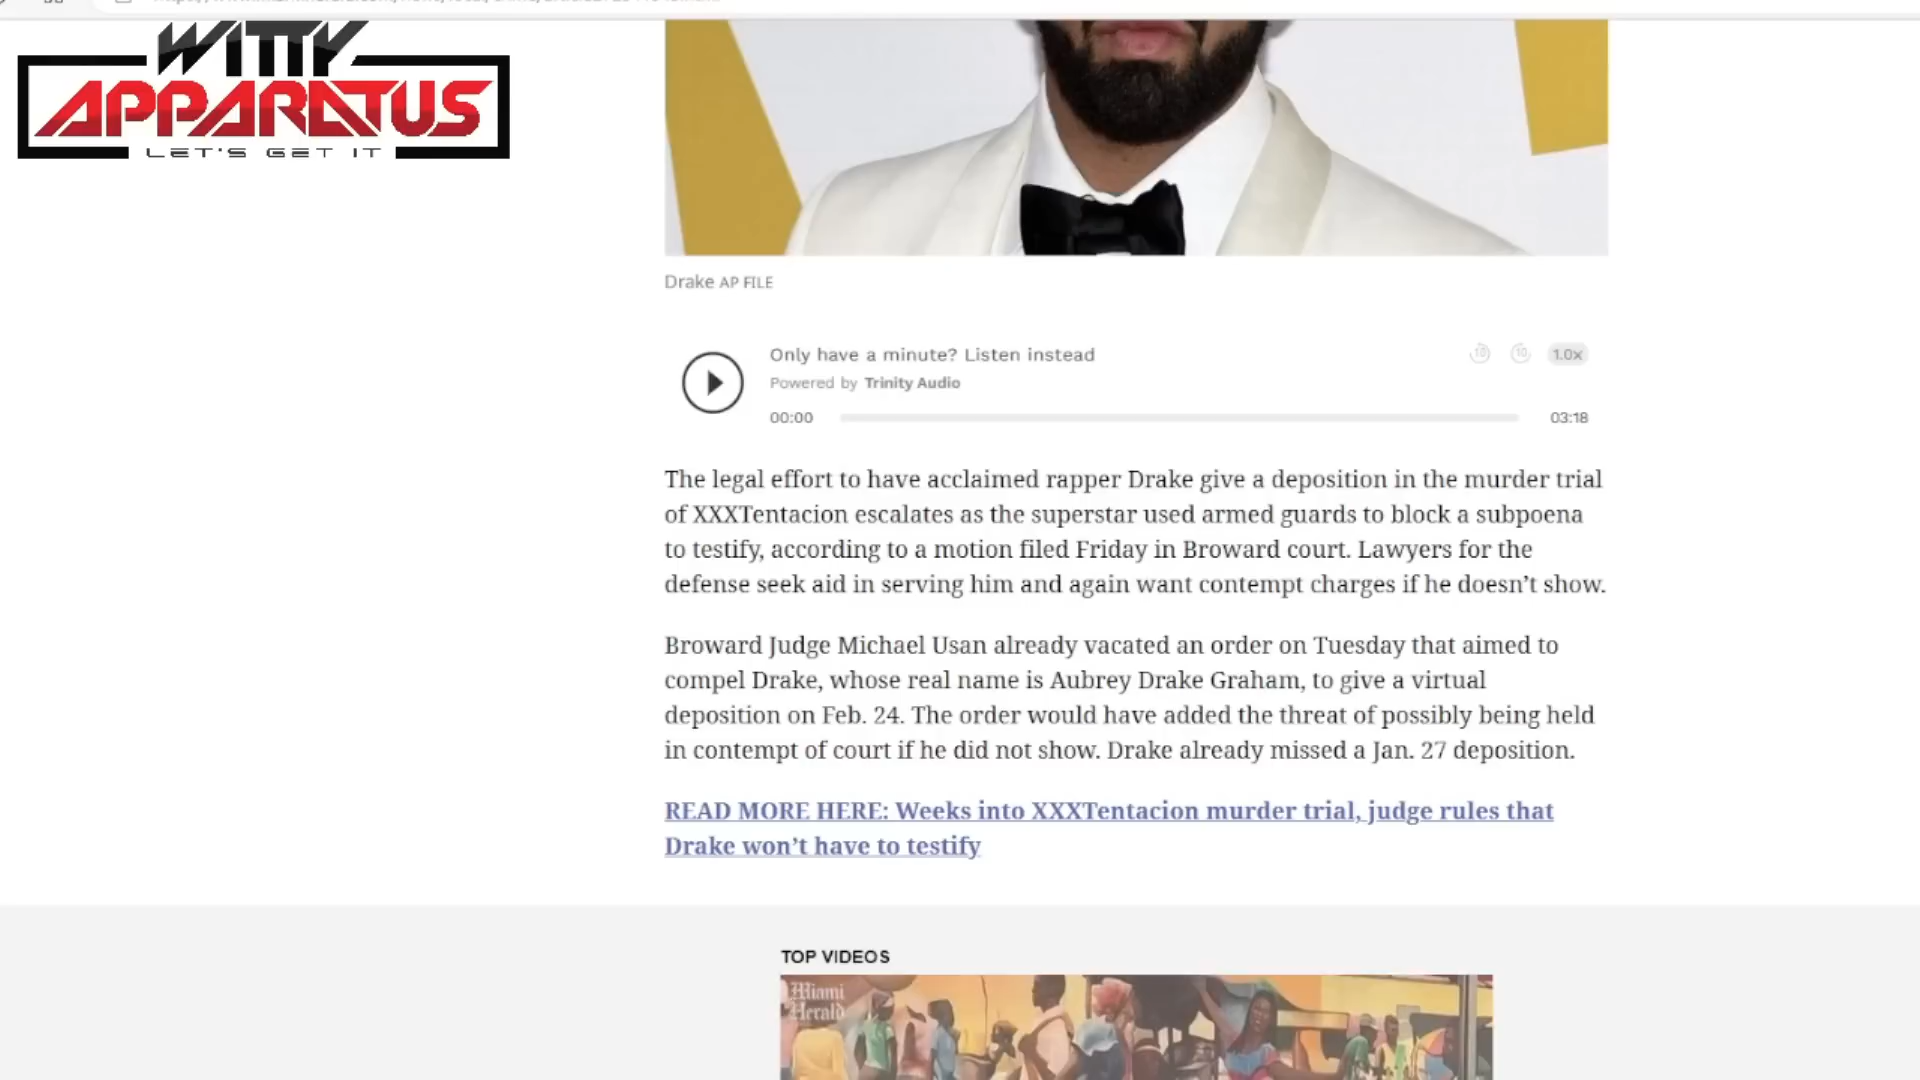 WITTY
APPARATUS
LET'S GET IT
Drake AP FILE
Only have a minute? Listen instead
10 10 1.0x
Powered by Trinity Audio
00:00 03:18
The legal effort to have acclaimed rapper Drake give a deposition in the murder trial
of XXXTentacion escalates as the superstar used armed guards to block a subpoena
to testify, according to a motion filed Friday in Broward court. Lawyers for the
defense seek aid in serving him and again want contempt charges if he doesn’t show.
Broward Judge Michael Usan already vacated an order on Tuesday that aimed to
compel Drake, whose real name is Aubrey Drake Graham, to give a virtual
deposition on Feb. 24. The order would have added the threat of possibly being held
in contempt of court if he did not show. Drake already missed a Jan. 27 deposition.
READ MORE HERE: Weeks into XXXTentacion murder trial, judge rules that
Drake won’t have to testify
TOP VIDEOS
Miami
Herald